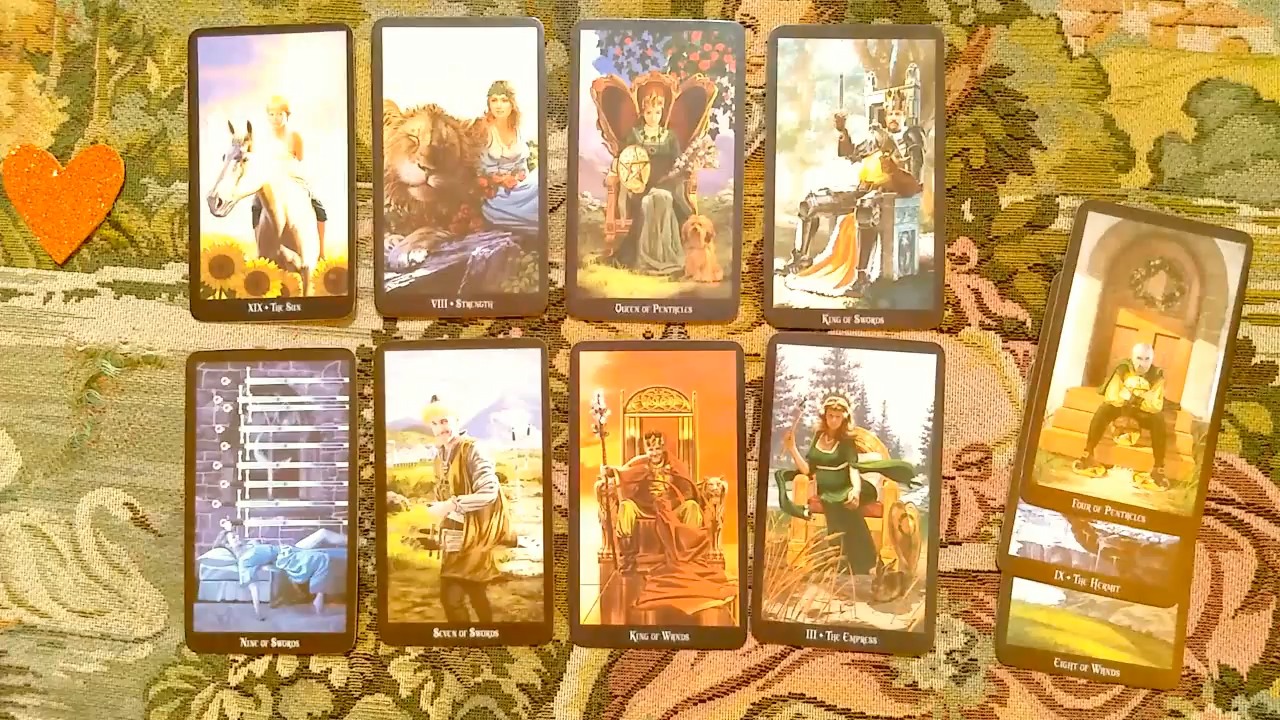 XIX • The Sun
VIII • Strength
Queen of Pentacles
King of Swords
Nine of Swords
Seven of Swords
King of Wands
III • The Empress
Four of Pentacles
IX • The Hermit
Eight of Wands